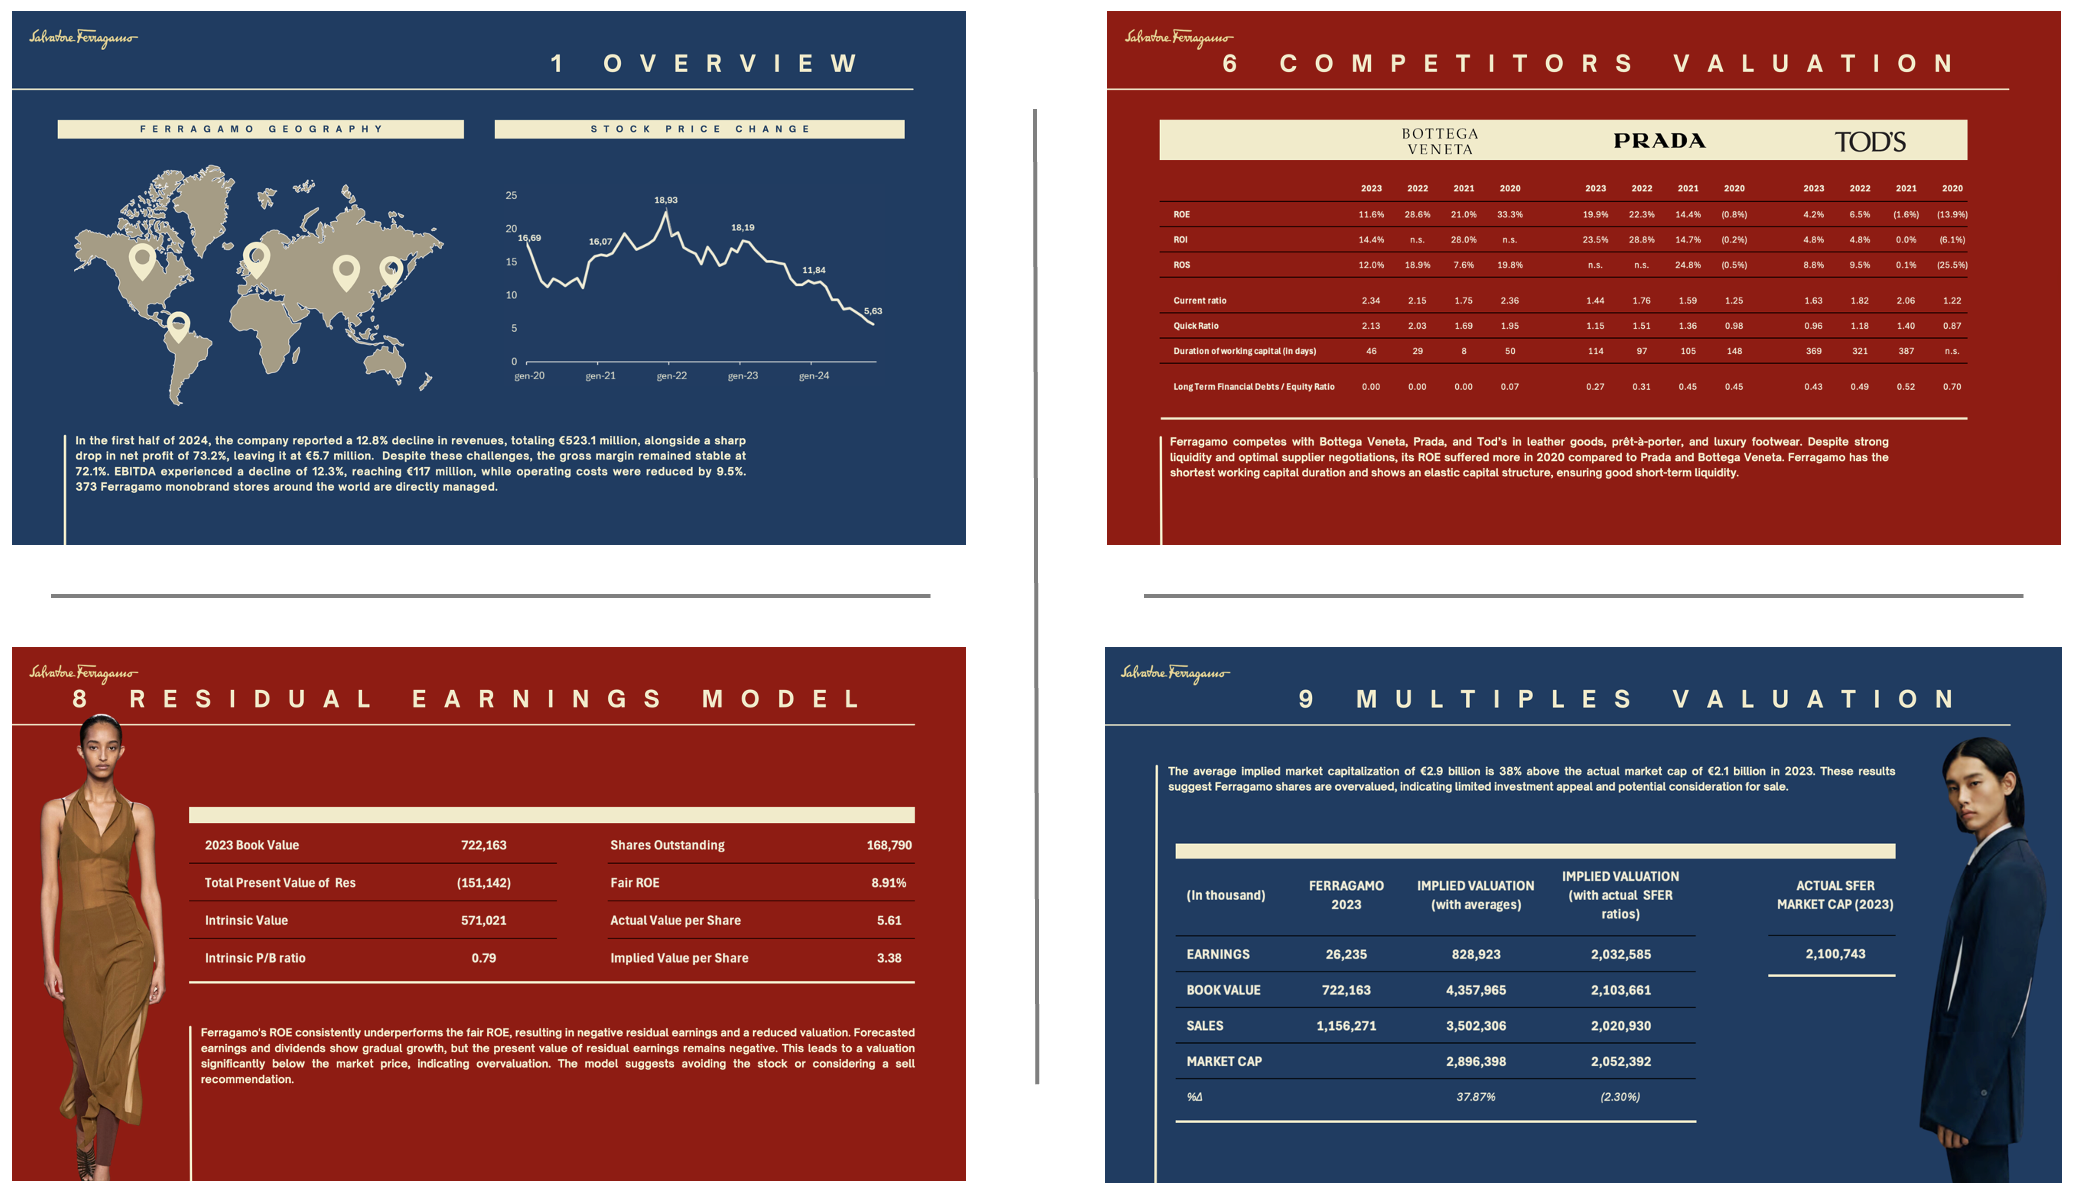 Salvatore Ferragamo
1 OVERVIEW
FERRAGAMO GEOGRAPHY
STOCK PRICE CHANGE
25
20
15
10
5
0
16,69
16,07
18,93
18,19
11,84
5,63
gen-20 gen-21 gen-22 gen-23 gen-24
In the first half of 2024, the company reported a 12.8% decline in revenues, totaling €523.1 million, alongside a sharp
drop in net profit of 73.2%, leaving it at €5.7 million. Despite these challenges, the gross margin remained stable at
72.1%. EBITDA experienced a decline of 12.3%, reaching €117 million, while operating costs were reduced by 9.5%.
373 Ferragamo monobrand stores around the world are directly managed.
Salvatore Ferragamo
6 COMPETITORS VALUATION
BOTTEGA
VENETA
PRADA
TOD'S
2023 2022 2021 2020 2023 2022 2021 2020 2023 2022 2021 2020
ROE 11.6% 28.6% 21.0% 33.3% 19.9% 22.3% 14.4% (0.8%) 4.2% 6.5% (1.6%) (13.9%)
ROI 14.4% n.s. 28.0% n.s. 23.5% 28.8% 14.7% (0.2%) 4.8% 4.8% 0.0% (6.1%)
ROS 12.0% 18.9% 7.6% 19.8% n.s. n.s. 24.8% (0.5%) 8.8% 9.5% 0.1% (25.5%)
Current ratio 2.34 2.15 1.75 2.36 1.44 1.76 1.59 1.25 1.63 1.82 2.06 1.22
Quick Ratio 2.13 2.03 1.69 1.95 1.15 1.51 1.36 0.98 0.96 1.18 1.40 0.87
Duration of working capital (in days) 46 29 8 50 114 97 105 148 369 321 387 n.s.
Long Term Financial Debts / Equity Ratio 0.00 0.00 0.00 0.07 0.27 0.31 0.45 0.45 0.43 0.49 0.52 0.70
Ferragamo competes with Bottega Veneta, Prada, and Tod's in leather goods, prêt-à-porter, and luxury footwear. Despite strong
liquidity and optimal supplier negotiations, its ROE suffered more in 2020 compared to Prada and Bottega Veneta. Ferragamo has the
shortest working capital duration and shows an elastic capital structure, ensuring good short-term liquidity.
Salvatore Ferragamo
8 RESIDUAL EARNINGS MODEL
2023 Book Value 722,163 Shares Outstanding 168,790
Total Present Value of Res (151,142) Fair ROE 8.91%
Intrinsic Value 571,021 Actual Value per Share 5.61
Intrinsic P/B ratio 0.79 Implied Value per Share 3.38
Ferragamo's ROE consistently underperforms the fair ROE, resulting in negative residual earnings and a reduced valuation. Forecasted
earnings and dividends show gradual growth, but the present value of residual earnings remains negative. This leads to a valuation
significantly below the market price, indicating overvaluation. The model suggests avoiding the stock or considering a sell
recommendation.
Salvatore Ferragamo
9 MULTIPLES VALUATION
The average implied market capitalization of €2.9 billion is 38% above the actual market cap of €2.1 billion in 2023. These results
suggest Ferragamo shares are overvalued, indicating limited investment appeal and potential consideration for sale.
(In thousand)
FERRAGAMO
2023
IMPLIED VALUATION
(with averages)
IMPLIED VALUATION
(with actual SFER
ratios)
ACTUAL SFER
MARKET CAP (2023)
EARNINGS 26,235 828,923 2,032,585 2,100,743
BOOK VALUE 722,163 4,357,965 2,103,661
SALES 1,156,271 3,502,306 2,020,930
MARKET CAP 2,896,398 2,052,392
%Δ 37.87% (2.30%)